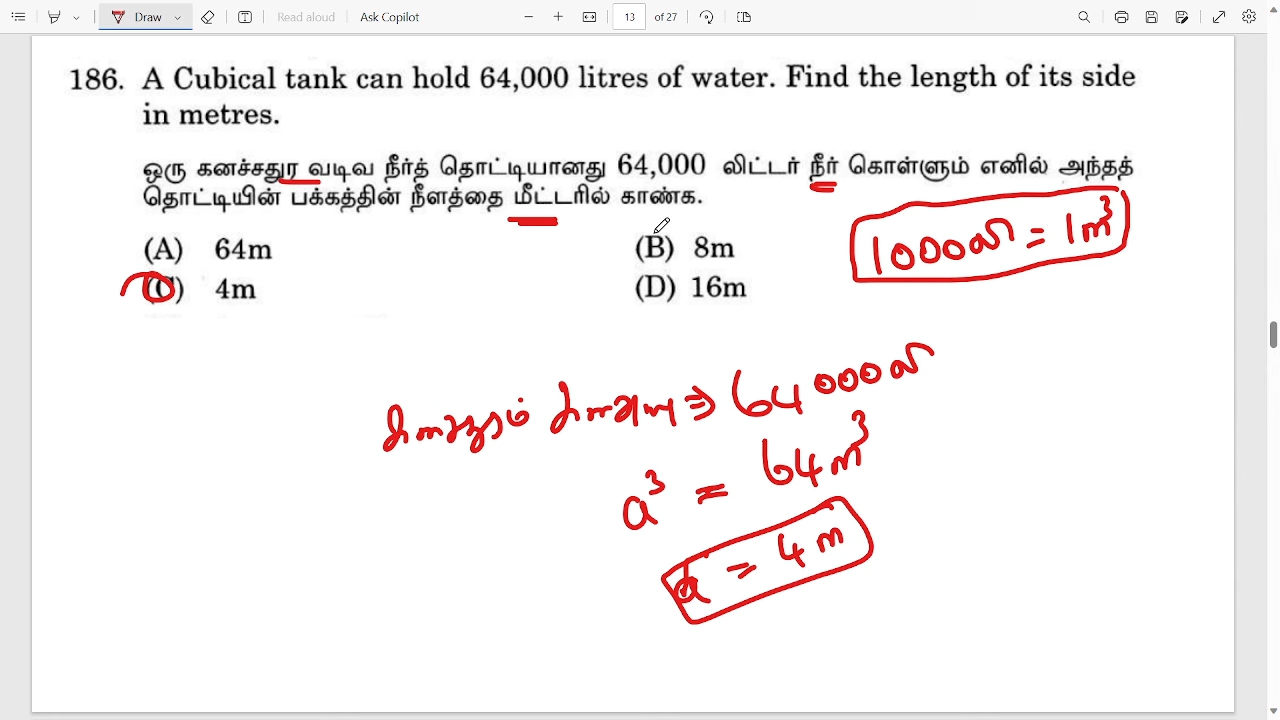 Draw
Read aloud
Ask Copilot
13 of 27
186. A Cubical tank can hold 64,000 litres of water. Find the length of its side
in metres.
ஒரு கனச்சதுர வடிவ நீர்த் தொட்டியானது 64,000 லிட்டர் நீர் கொள்ளும் எனில் அந்தத்
தொட்டியின் பக்கத்தின் நீளத்தை மீட்டரில் காண்க.
(A) 64m
(B) 8m
(C) 4m
(D) 16m
1000லி = 1m³
⇒ 64000லி
a³ = 64m³
a = 4m